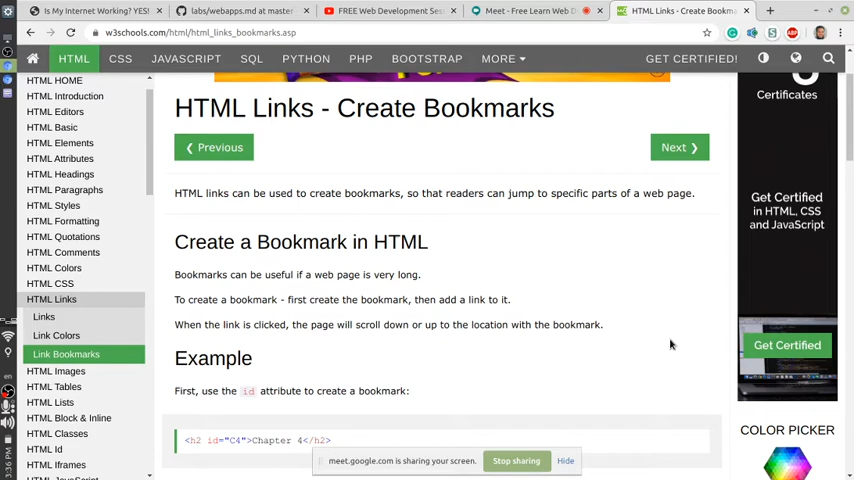 Is My Internet Working? YES!
labs/webapps.md at master
FREE Web Development Ses
Meet - Free Learn Web D
HTML Links - Create Bookma
w3schools.com/html/html_links_bookmarks.asp
HTML
CSS
JAVASCRIPT
SQL
PYTHON
PHP
BOOTSTRAP
MORE
GET CERTIFIED!
HTML HOME
HTML Introduction
HTML Editors
HTML Basic
HTML Elements
HTML Attributes
HTML Headings
HTML Paragraphs
HTML Styles
HTML Formatting
HTML Quotations
HTML Comments
HTML Colors
HTML CSS
HTML Links
Links
Link Colors
Link Bookmarks
HTML Images
HTML Tables
HTML Lists
HTML Block & Inline
HTML Classes
HTML Id
HTML Iframes
HTML JavaScript
HTML Links - Create Bookmarks
❮ Previous
Next ❯
HTML links can be used to create bookmarks, so that readers can jump to specific parts of a web page.
Create a Bookmark in HTML
Bookmarks can be useful if a web page is very long.
To create a bookmark - first create the bookmark, then add a link to it.
When the link is clicked, the page will scroll down or up to the location with the bookmark.
Example
First, use the id attribute to create a bookmark:
<h2 id="C4">Chapter 4</h2>
meet.google.com is sharing your screen.
Stop sharing
Hide
Certificates
Get Certified
in HTML, CSS
and JavaScript
Get Certified
COLOR PICKER
en
3:36 PM